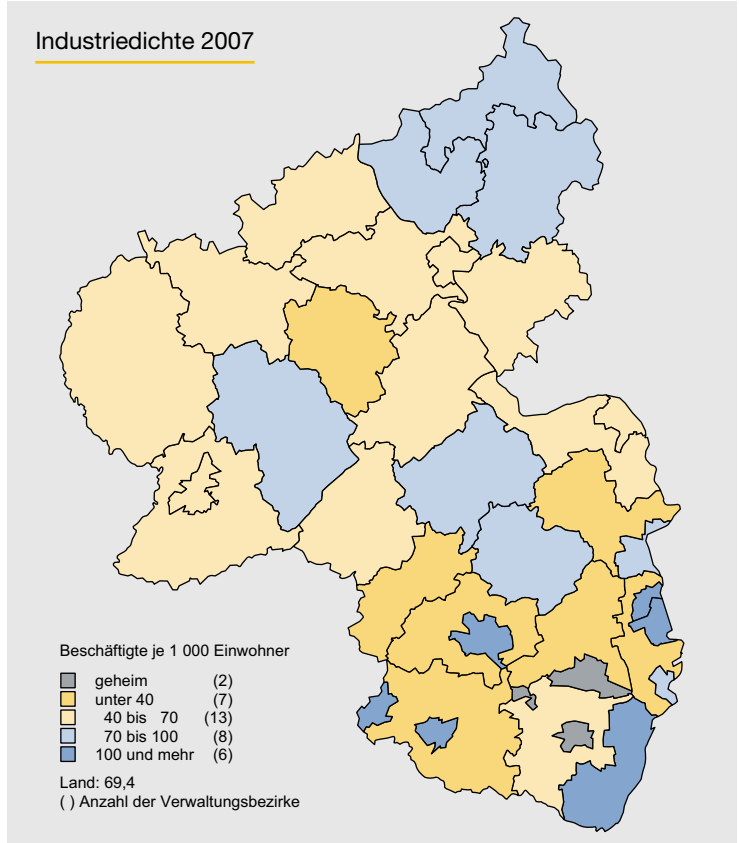 Industriedichte 2007
Beschäftigte je 1 000 Einwohner
geheim (2)
unter 40 (7)
40 bis 70 (13)
70 bis 100 (8)
100 und mehr (6)
Land: 69,4
( ) Anzahl der Verwaltungsbezirke